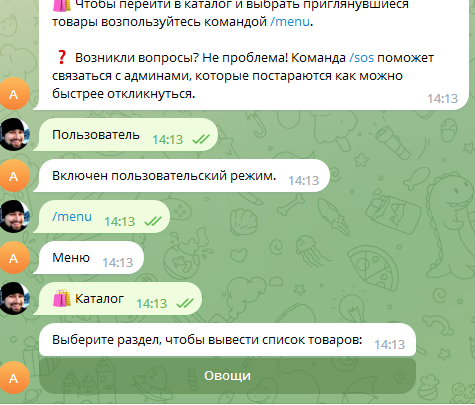 🛍 Чтобы перейти в каталог и выбрать приглянувшиеся
товары возпользуйтесь командой /menu.
❓ Возникли вопросы? Не проблема! Команда /sos поможет
связаться с админами, которые постараются как можно
быстрее откликнуться.
14:13
A
Пользователь 14:13
A
Включен пользовательский режим. 14:13
/menu 14:13
A
Меню 14:13
🛍 Каталог 14:13
Выберите раздел, чтобы вывести список товаров: 14:13
A
Овощи